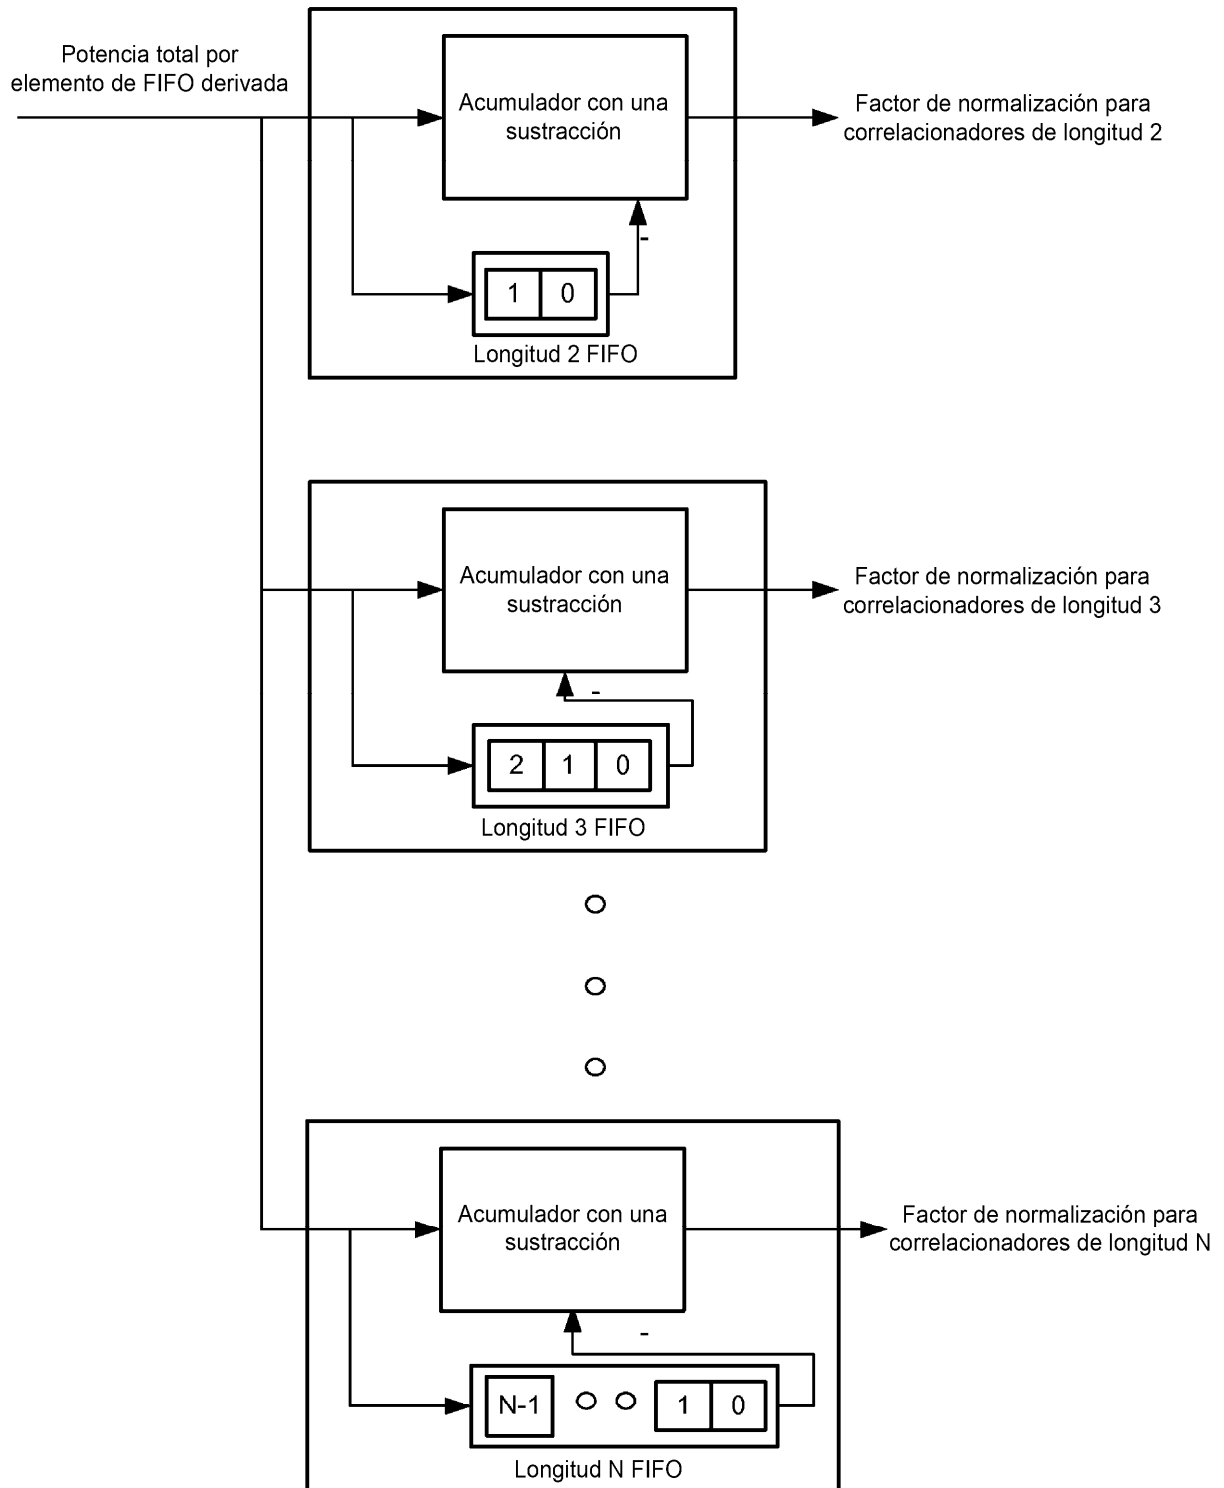 Potencia total por
elemento de FIFO derivada
Acumulador con una
sustracción
Factor de normalización para
correlacionadores de longitud 2
-
1 0
Longitud 2 FIFO
Acumulador con una
sustracción
Factor de normalización para
correlacionadores de longitud 3
-
2 1 0
Longitud 3 FIFO
Acumulador con una
sustracción
Factor de normalización para
correlacionadores de longitud N
-
N-1 1 0
Longitud N FIFO